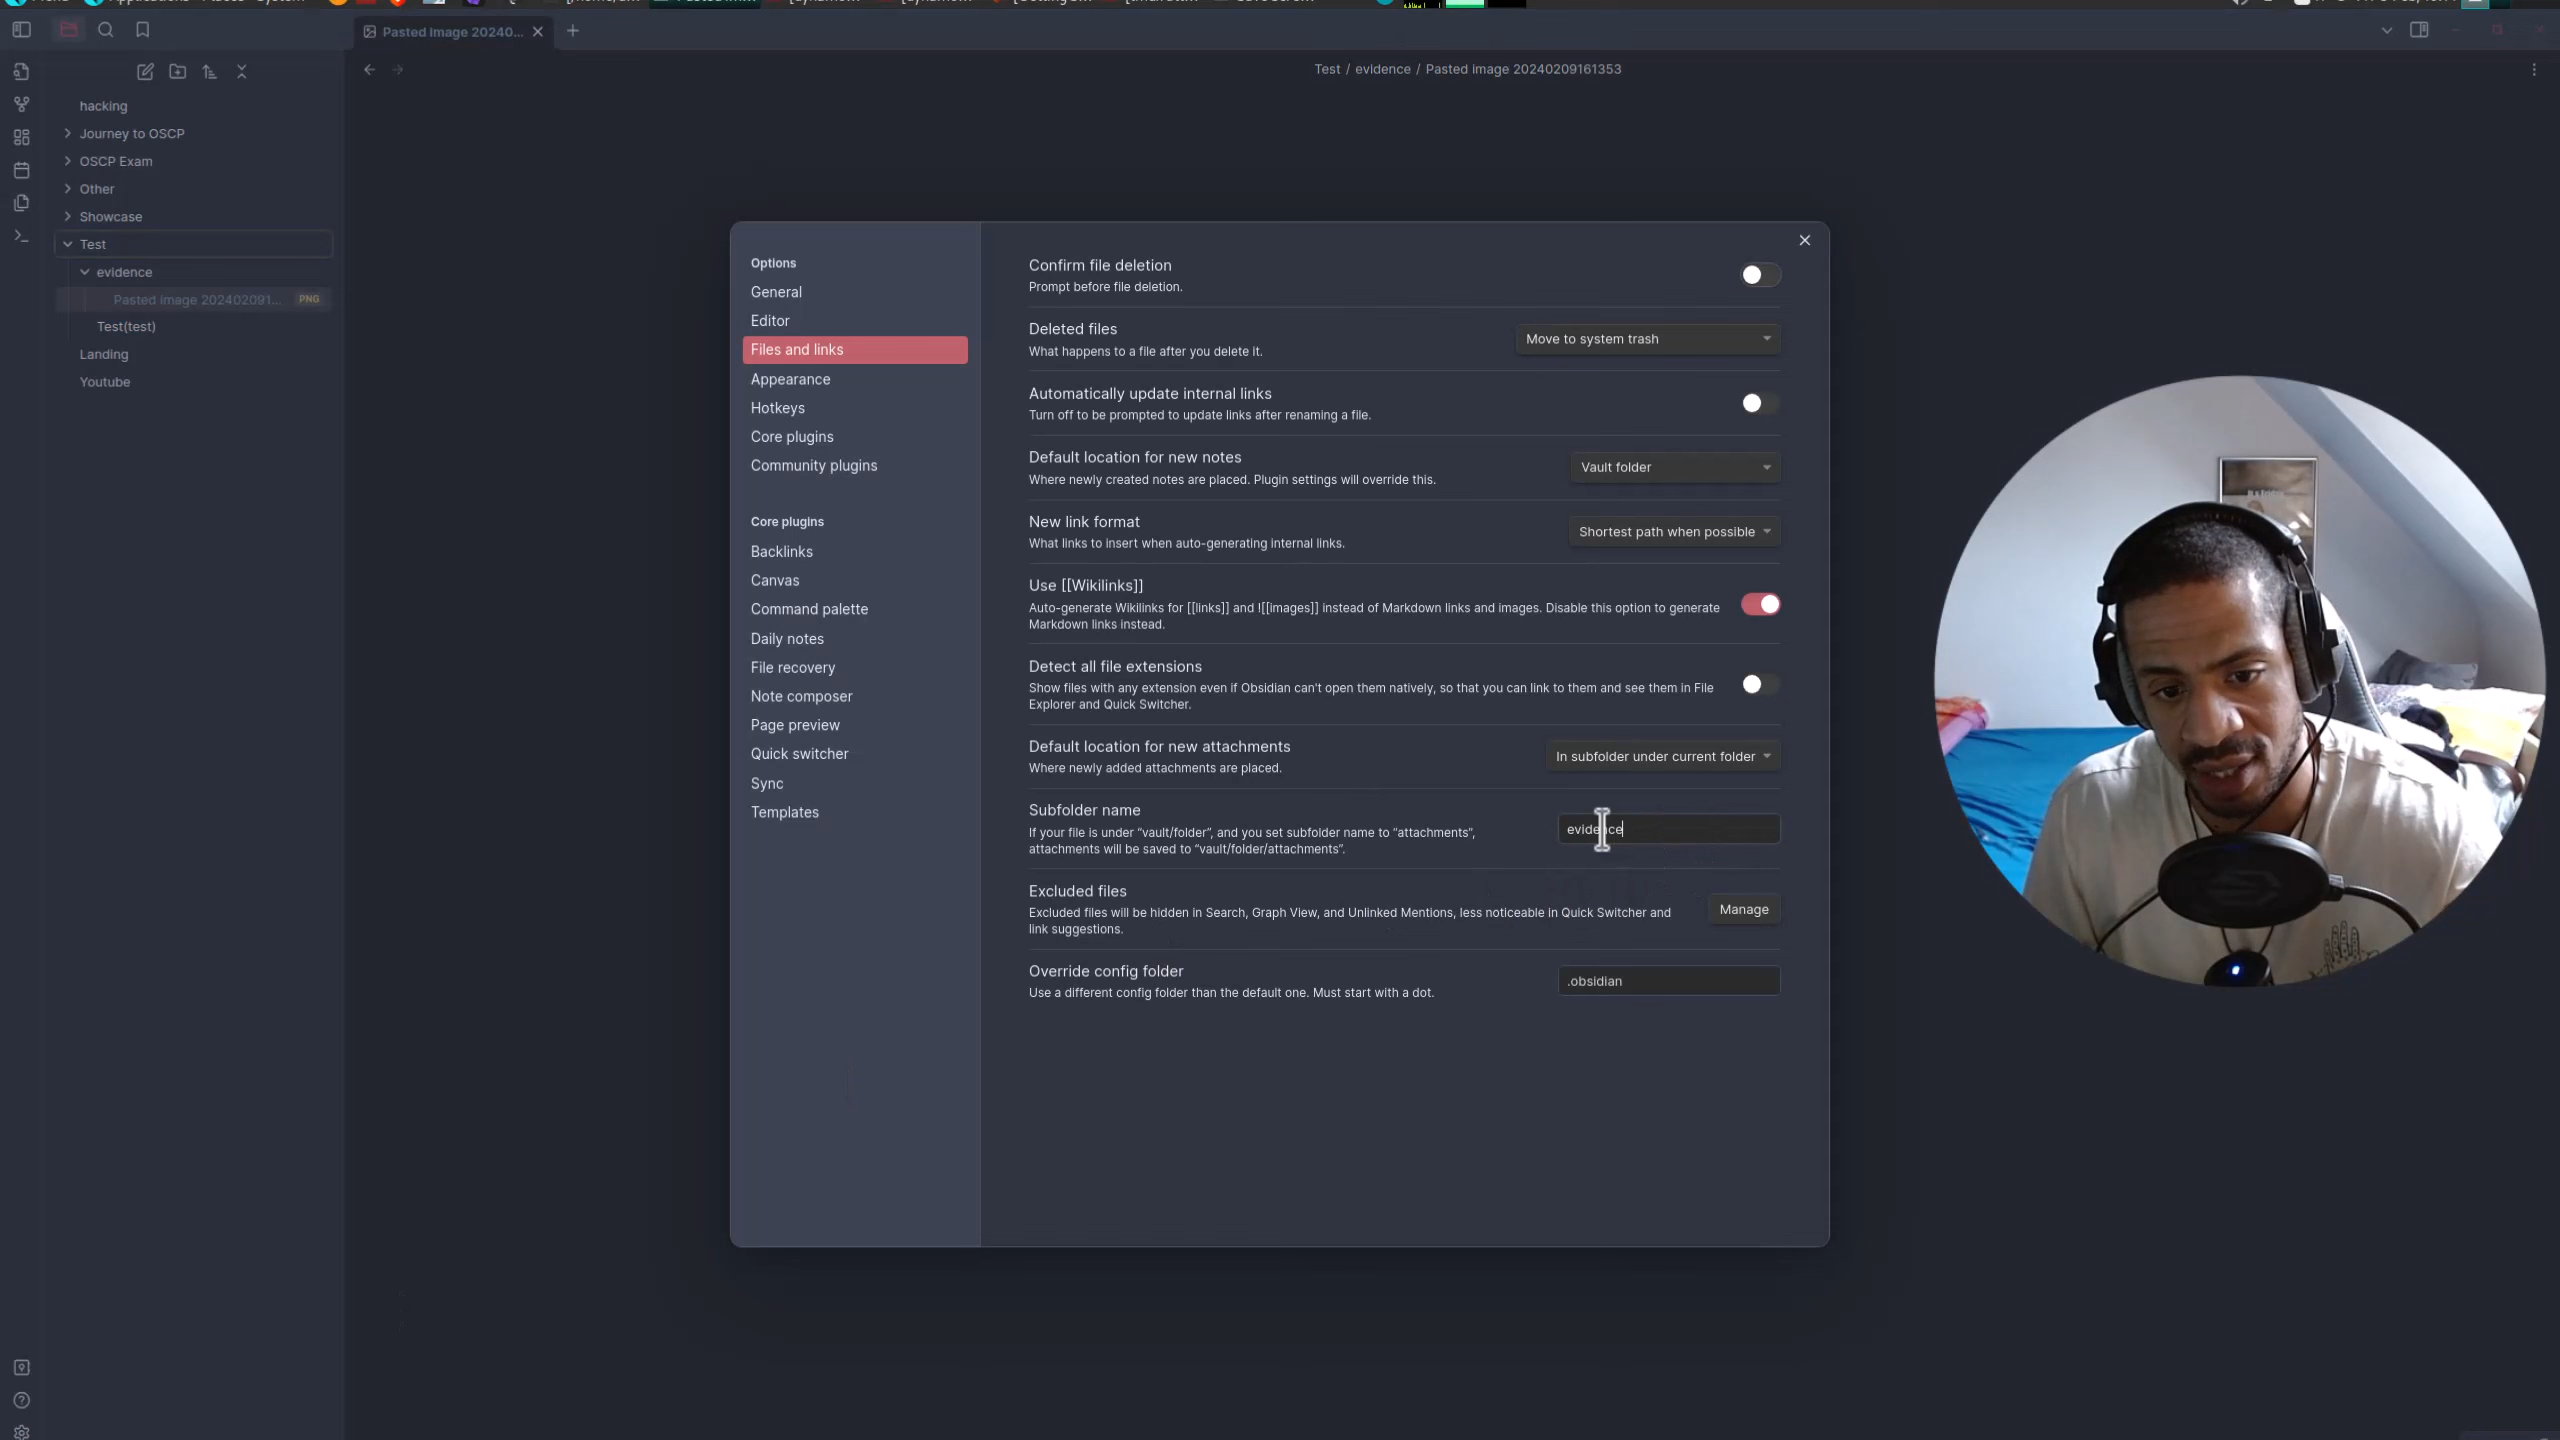 Pasted image 20240...
Test / evidence / Pasted image 20240209161353
hacking
Journey to OSCP
OSCP Exam
Other
Showcase
Test
evidence
Pasted image 202402091... PNG
Test(test)
Landing
Youtube
Options
General
Editor
Files and links
Appearance
Hotkeys
Core plugins
Community plugins
Core plugins
Backlinks
Canvas
Command palette
Daily notes
File recovery
Note composer
Page preview
Quick switcher
Sync
Templates
Confirm file deletion
Prompt before file deletion.
Deleted files
What happens to a file after you delete it.
Move to system trash
Automatically update internal links
Turn off to be prompted to update links after renaming a file.
Default location for new notes
Where newly created notes are placed. Plugin settings will override this.
Vault folder
New link format
What links to insert when auto-generating internal links.
Shortest path when possible
Use [[Wikilinks]]
Auto-generate Wikilinks for [[links]] and ![[images]] instead of Markdown links and images. Disable this option to generate
Markdown links instead.
Detect all file extensions
Show files with any extension even if Obsidian can't open them natively, so that you can link to them and see them in File
Explorer and Quick Switcher.
Default location for new attachments
Where newly added attachments are placed.
In subfolder under current folder
Subfolder name
If your file is under “vault/folder”, and you set subfolder name to “attachments”,
attachments will be saved to “vault/folder/attachments”.
evidence
Excluded files
Excluded files will be hidden in Search, Graph View, and Unlinked Mentions, less noticeable in Quick Switcher and
link suggestions.
Manage
Override config folder
Use a different config folder than the default one. Must start with a dot.
.obsidian